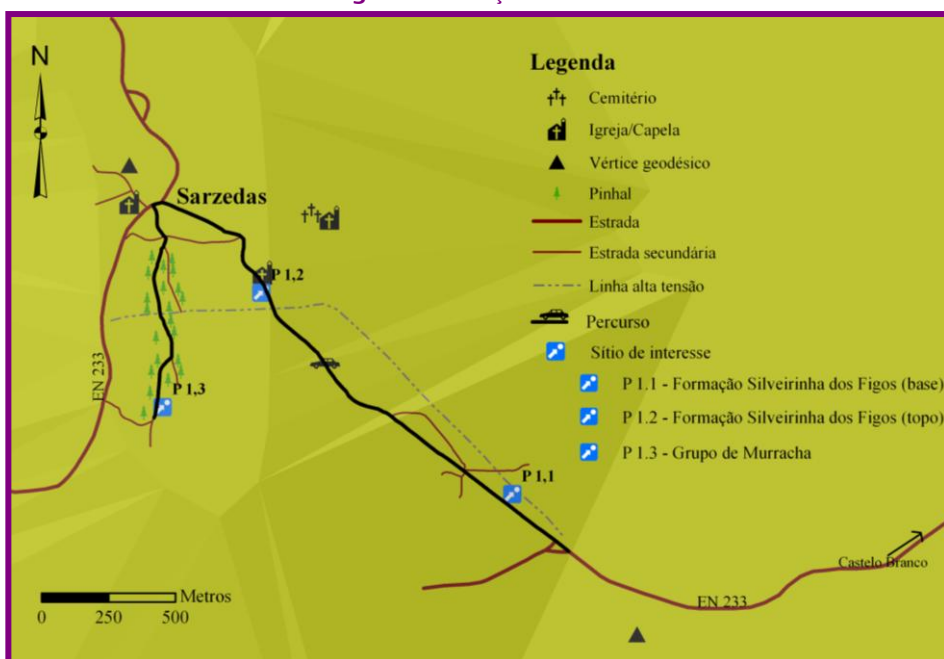 N
Sarzedas
P 1,2
P 1,3
EN 233
P 1,1
EN 233
Castelo Branco
Metros
0 250 500
Legenda
Cemitério
Igreja/Capela
Vértice geodésico
Pinhal
Estrada
Estrada secundária
Linha alta tensão
Percurso
Sítio de interesse
P 1.1 - Formação Silveirinha dos Figos (base)
P 1.2 - Formação Silveirinha dos Figos (topo)
P 1.3 - Grupo de Murracha